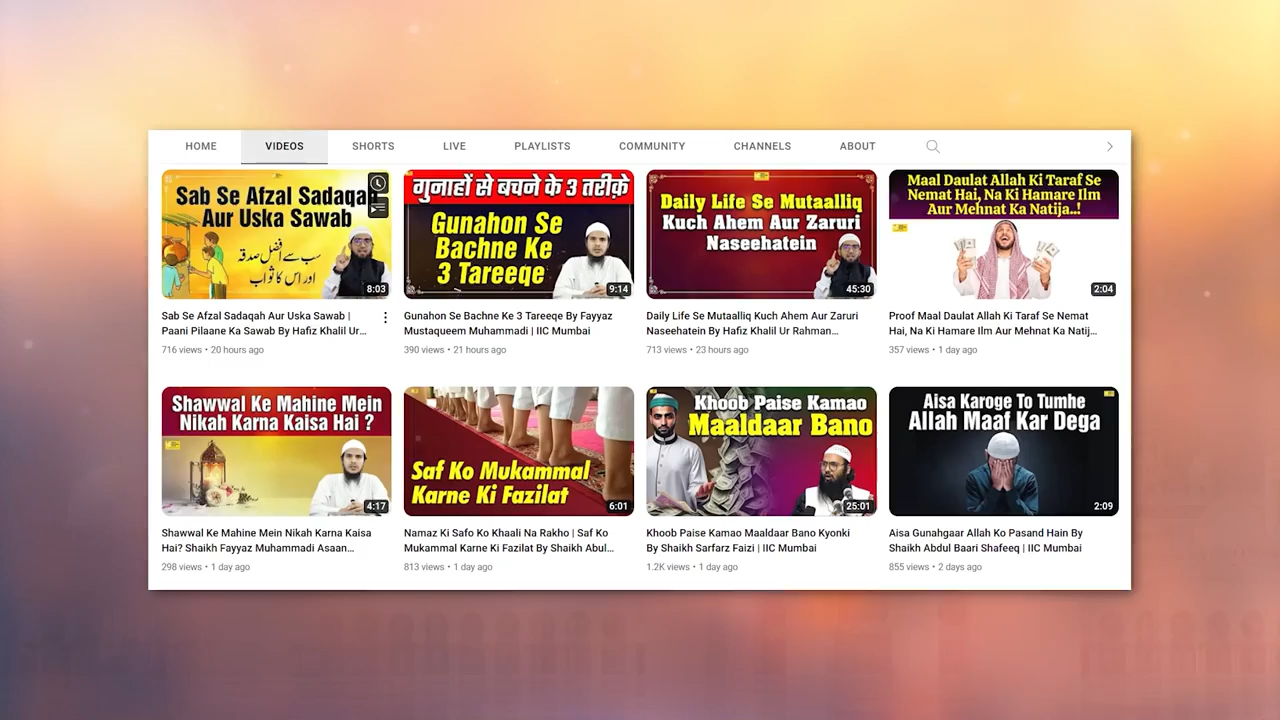 HOME VIDEOS SHORTS LIVE PLAYLISTS COMMUNITY CHANNELS ABOUT
Sab Se Afzal Sadaqah
Aur Uska Sawab
سب سے افضل صدقہ
اور اس کا ثواب
8:03
Sab Se Afzal Sadaqah Aur Uska Sawab |
Paani Pilaane Ka Sawab By Hafiz Khalil Ur...
716 views • 20 hours ago
गुनाहों से बचने के 3 तरीक़े
Gunahon Se
Bachne Ke
3 Tareeqe
9:14
Gunahon Se Bachne Ke 3 Tareeqe By Fayyaz
Mustaqueem Muhammadi | IIC Mumbai
390 views • 21 hours ago
Daily Life Se Mutaalliq
Kuch Ahem Aur Zaruri
Naseehatein
45:30
Daily Life Se Mutaalliq Kuch Ahem Aur Zaruri
Naseehatein By Hafiz Khalil Ur Rahman...
713 views • 23 hours ago
Maal Daulat Allah Ki Taraf Se
Nemat Hai, Na Ki Hamare Ilm
Aur Mehnat Ka Natija..!
2:04
Proof Maal Daulat Allah Ki Taraf Se Nemat
Hai, Na Ki Hamare Ilm Aur Mehnat Ka Natij...
357 views • 1 day ago
Shawwal Ke Mahine Mein
Nikah Karna Kaisa Hai ?
4:17
Shawwal Ke Mahine Mein Nikah Karna Kaisa
Hai? Shaikh Fayyaz Muhammadi Asaan...
298 views • 1 day ago
Saf Ko Mukammal
Karne Ki Fazilat
6:01
Namaz Ki Safo Ko Khaali Na Rakho | Saf Ko
Mukammal Karne Ki Fazilat By Shaikh Abul...
813 views • 1 day ago
Khoob Paise Kamao
Maaldaar Bano
25:01
Khoob Paise Kamao Maaldaar Bano Kyonki
By Shaikh Sarfarz Faizi | IIC Mumbai
1.2K views • 1 day ago
Aisa Karoge To Tumhe
Allah Maaf Kar Dega
2:09
Aisa Gunahgaar Allah Ko Pasand Hain By
Shaikh Abdul Baari Shafeeq | IIC Mumbai
855 views • 2 days ago